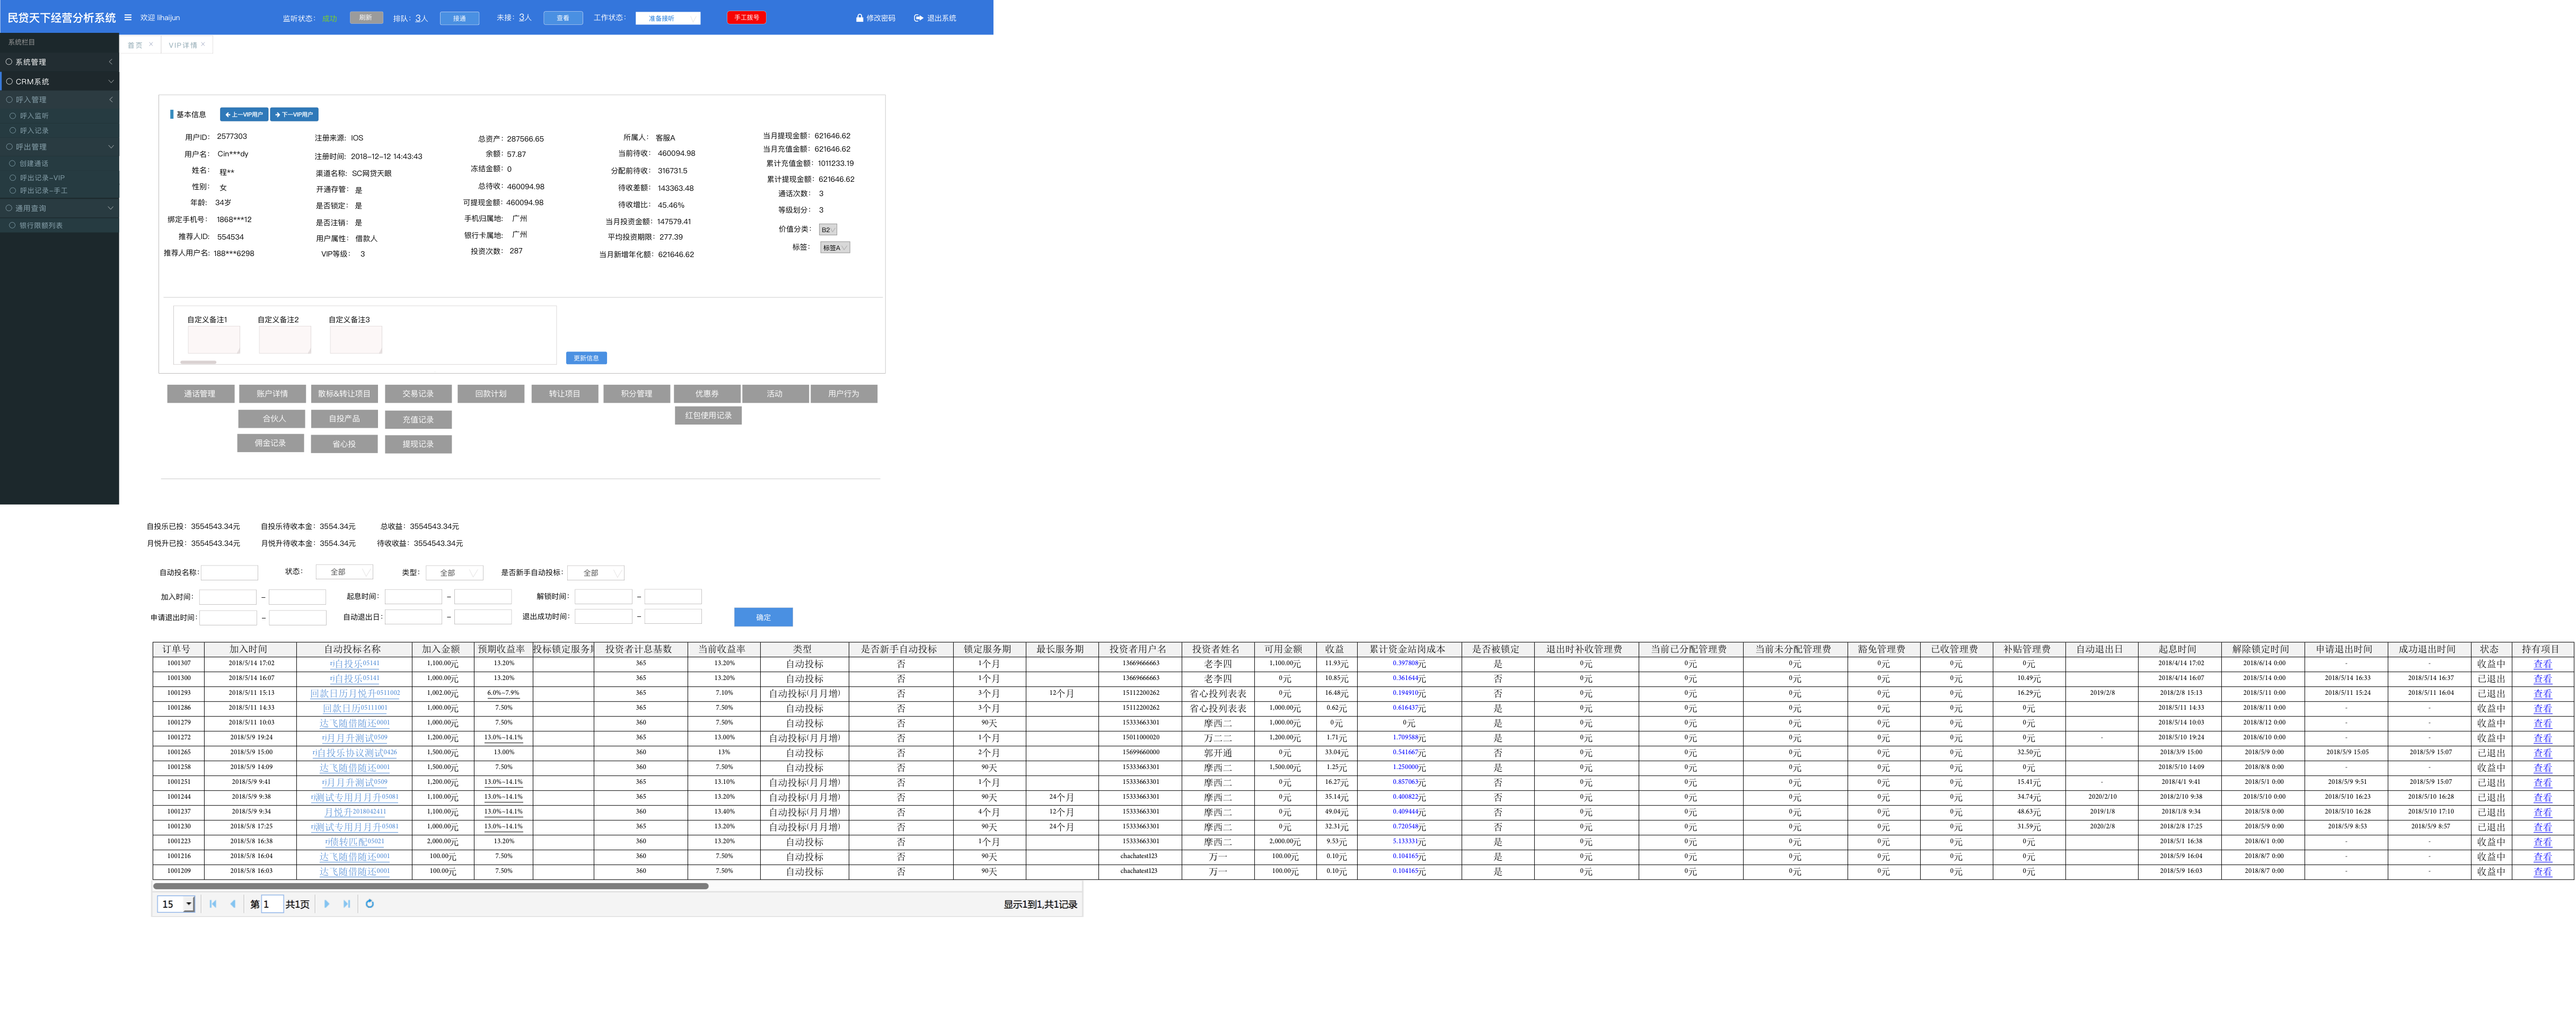 民贷天下经营分析系统 欢迎 lihaijun 监听状态： 成功 刷新 排队：3人 接通 未接：3人 查看 工作状态： 准备接听 手工拨号 修改密码 退出系统
系统栏目
首页 × VIP详情 ×
系统管理
CRM系统
呼入管理
呼入监听
呼入记录
呼出管理
创建通话
呼出记录-VIP
呼出记录-手工
通用查询
银行限额列表
基本信息 上一VIP用户 下一VIP用户
用户ID： 2577303
用户名： Cin***dy
姓名： 程**
性别： 女
年龄： 34岁
绑定手机号： 1868***12
推荐人ID： 554534
推荐人用户名: 188***6298
注册来源: IOS
注册时间: 2018-12-12 14:43:43
渠道名称: SC网贷天眼
开通存管： 是
是否锁定： 是
是否注销： 是
用户属性： 借款人
VIP等级： 3
总资产：287566.65
余额：57.87
冻结金额：0
总待收：460094.98
可提现金额：460094.98
手机归属地: 广州
银行卡属地: 广州
投资次数： 287
所属人： 客服A
当前待收： 460094.98
分配前待收： 316731.5
待收差额： 143363.48
待收增比： 45.46%
当月投资金额：147579.41
平均投资期限：277.39
当月新增年化额：621646.62
当月提现金额：621646.62
当月充值金额：621646.62
累计充值金额：1011233.19
累计提现金额：621646.62
通话次数： 3
等级划分： 3
价值分类： B2
标签： 标签A
自定义备注1 自定义备注2 自定义备注3
更新信息
通话管理 账户详情 散标&转让项目 交易记录 回款计划 转让项目 积分管理 优惠券 活动 用户行为
合伙人 自投产品 充值记录 红包使用记录
佣金记录 省心投 提现记录
自投乐已投：3554543.34元 自投乐待收本金：3554.34元 总收益：3554543.34元
月悦升已投：3554543.34元 月悦升待收本金：3554.34元 待收收益：3554543.34元
自动投名称: 状态： 全部 类型： 全部 是否新手自动投标： 全部
加入时间： - 起息时间： - 解锁时间： -
申请退出时间： - 自动退出日： - 退出成功时间： - 确定
订单号 加入时间 自动投标名称 加入金额 预期收益率 投标锁定服务期 投资者计息基数 当前收益率 类型 是否新手自动投标 锁定服务期 最长服务期 投资者用户名 投资者姓名 可用金额 收益 累计资金站岗成本 是否被锁定 退出时补收管理费 当前已分配管理费 当前未分配管理费 豁免管理费 已收管理费 补贴管理费 自动退出日 起息时间 解除锁定时间 申请退出时间 成功退出时间 状态 持有项目
1001307 2018/5/14 17:02 rj自投乐05141 1,100.00元 13.20% 365 13.20% 自动投标 否 1个月 13669666663 老李四 1,100.00元 11.93元 0.397808元 是 0元 0元 0元 0元 0元 0元 2018/4/14 17:02 2018/6/14 0:00 - - 收益中 查看
1001300 2018/5/14 16:07 rj自投乐05141 1,000.00元 13.20% 365 13.20% 自动投标 否 1个月 13669666663 老李四 0元 10.85元 0.361644元 否 0元 0元 0元 0元 0元 10.49元 2018/4/14 16:07 2018/5/14 0:00 2018/5/14 16:33 2018/5/14 16:37 已退出 查看
1001293 2018/5/11 15:13 回款日历月悦升0511002 1,002.00元 6.0%~7.9% 365 7.10% 自动投标(月月增) 否 3个月 12个月 15112200262 省心投列表表 0元 16.48元 0.194910元 否 0元 0元 0元 0元 0元 16.29元 2019/2/8 2018/2/8 15:13 2018/5/11 0:00 2018/5/11 15:24 2018/5/11 16:04 已退出 查看
1001286 2018/5/11 14:33 回款日历05111001 1,000.00元 7.50% 365 7.50% 自动投标 否 3个月 15112200262 省心投列表表 1,000.00元 0.62元 0.616437元 是 0元 0元 0元 0元 0元 0元 2018/5/11 14:33 2018/8/11 0:00 - - 收益中 查看
1001279 2018/5/11 10:03 达飞随借随还0001 1,000.00元 7.50% 360 7.50% 自动投标 否 90天 15333663301 摩西二 1,000.00元 0元 0元 是 0元 0元 0元 0元 0元 0元 2018/5/14 10:03 2018/8/12 0:00 - - 收益中 查看
1001272 2018/5/9 19:24 rj月月升测试0509 1,200.00元 13.0%~14.1% 365 13.00% 自动投标(月月增) 否 1个月 15011000020 万二二 1,200.00元 1.71元 1.709588元 是 0元 0元 0元 0元 0元 0元 - 2018/5/10 19:24 2018/6/10 0:00 - - 收益中 查看
1001265 2018/5/9 15:00 rj自投乐协议测试0426 1,500.00元 13.00% 360 13% 自动投标 否 2个月 15699660000 郭开通 0元 33.04元 0.541667元 否 0元 0元 0元 0元 0元 32.50元 2018/3/9 15:00 2018/5/9 0:00 2018/5/9 15:05 2018/5/9 15:07 已退出 查看
1001258 2018/5/9 14:09 达飞随借随还0001 1,500.00元 7.50% 360 7.50% 自动投标 否 90天 15333663301 摩西二 1,500.00元 1.25元 1.250000元 是 0元 0元 0元 0元 0元 0元 2018/5/10 14:09 2018/8/8 0:00 - - 收益中 查看
1001251 2018/5/9 9:41 rj月月升测试0509 1,200.00元 13.0%~14.1% 365 13.10% 自动投标(月月增) 否 1个月 15333663301 摩西二 0元 16.27元 0.857063元 否 0元 0元 0元 0元 0元 15.41元 - 2018/4/1 9:41 2018/5/1 0:00 2018/5/9 9:51 2018/5/9 15:07 已退出 查看
1001244 2018/5/9 9:38 rj测试专用月月升05081 1,100.00元 13.0%~14.1% 365 13.20% 自动投标(月月增) 否 90天 24个月 15333663301 摩西二 0元 35.14元 0.400822元 否 0元 0元 0元 0元 0元 34.74元 2020/2/10 2018/2/10 9:38 2018/5/10 0:00 2018/5/10 16:23 2018/5/10 16:28 已退出 查看
1001237 2018/5/9 9:34 月悦升2018042411 1,100.00元 13.0%~14.1% 360 13.40% 自动投标(月月增) 否 4个月 12个月 15333663301 摩西二 0元 49.04元 0.409444元 否 0元 0元 0元 0元 0元 48.63元 2019/1/8 2018/1/8 9:34 2018/5/8 0:00 2018/5/10 16:28 2018/5/10 17:10 已退出 查看
1001230 2018/5/8 17:25 rj测试专用月月升05081 1,000.00元 13.0%~14.1% 365 13.20% 自动投标(月月增) 否 90天 24个月 15333663301 摩西二 0元 32.31元 0.720548元 否 0元 0元 0元 0元 0元 31.59元 2020/2/8 2018/2/8 17:25 2018/5/9 0:00 2018/5/9 8:53 2018/5/9 8:57 已退出 查看
1001223 2018/5/8 16:38 rj债转匹配05021 2,000.00元 13.20% 360 13.20% 自动投标 否 1个月 15333663301 摩西二 2,000.00元 9.53元 5.133331元 是 0元 0元 0元 0元 0元 0元 2018/5/1 16:38 2018/6/1 0:00 - - 收益中 查看
1001216 2018/5/8 16:04 达飞随借随还0001 100.00元 7.50% 360 7.50% 自动投标 否 90天 chachatest123 万一 100.00元 0.10元 0.104165元 是 0元 0元 0元 0元 0元 0元 2018/5/9 16:04 2018/8/7 0:00 - - 收益中 查看
1001209 2018/5/8 16:03 达飞随借随还0001 100.00元 7.50% 360 7.50% 自动投标 否 90天 chachatest123 万一 100.00元 0.10元 0.104165元 是 0元 0元 0元 0元 0元 0元 2018/5/9 16:03 2018/8/7 0:00 - - 收益中 查看
15 第 1 共1页 显示1到1,共1记录